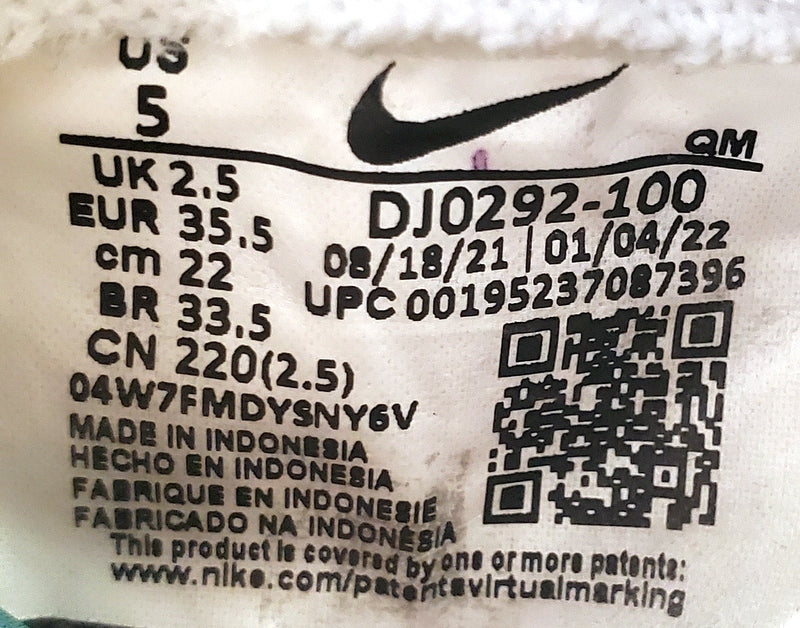 US
5
QM
UK 2.5
EUR 35.5
cm 22
BR 33.5
CN 220(2.5)
DJ0292-100
08/18/21 | 01/04/22
UPC 00195237087396
04W7FMDYSNY6V
MADE IN INDONESIA
HECHO EN INDONESIA
FABRIQUE EN INDONESIE
FABRICADO NA INDONÉSIA
This product is covered by one or more patents:
www.nike.com/patentsvirtualmarking